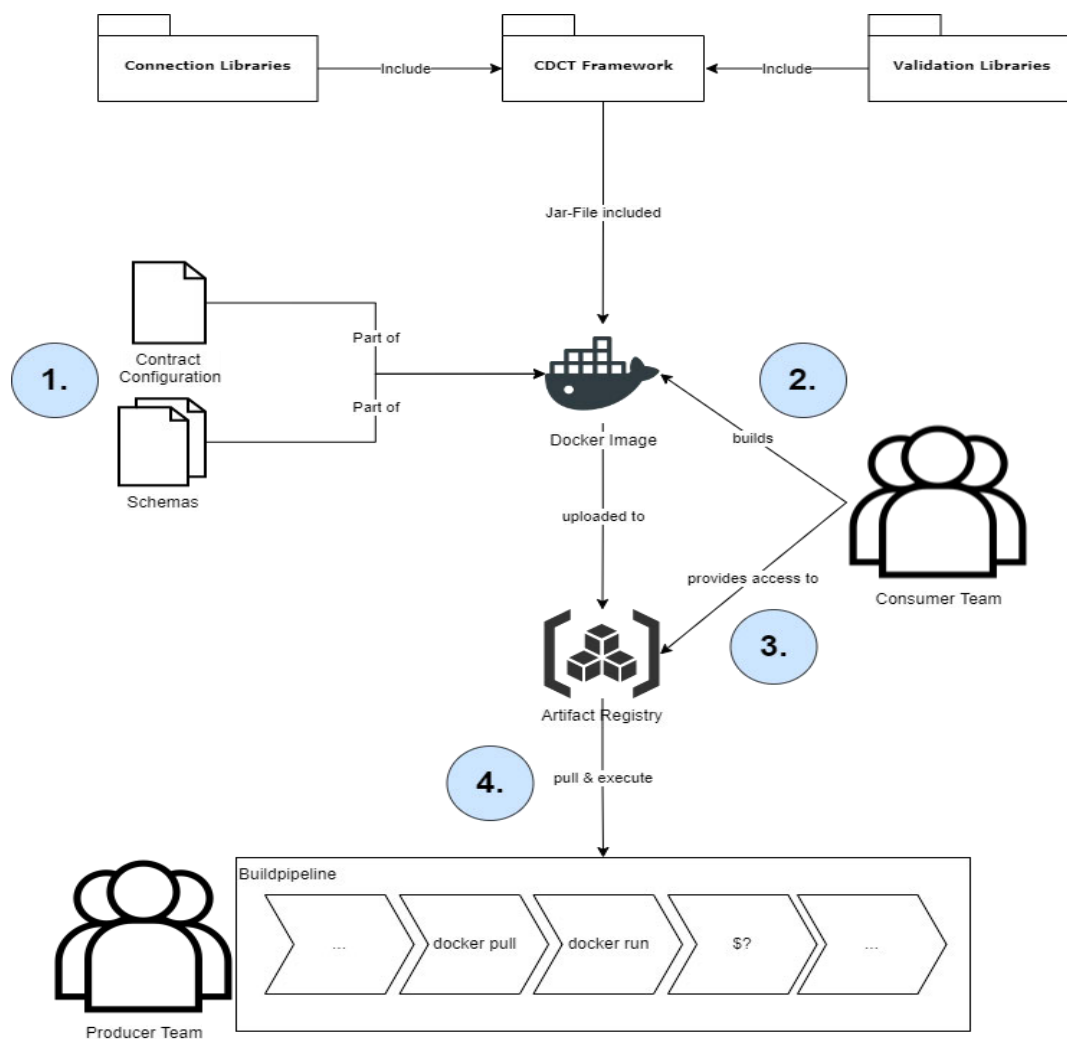 Connection Libraries
Include
CDCT Framework
Include
Validation Libraries
Jar-File included
Contract
Configuration
Part of
1.
Part of
Schemas
Docker Image
2.
builds
uploaded to
provides access to
Consumer Team
3.
Artifact Registry
4.
pull & execute
Buildpipeline
...
docker pull
docker run
$?
...
Producer Team